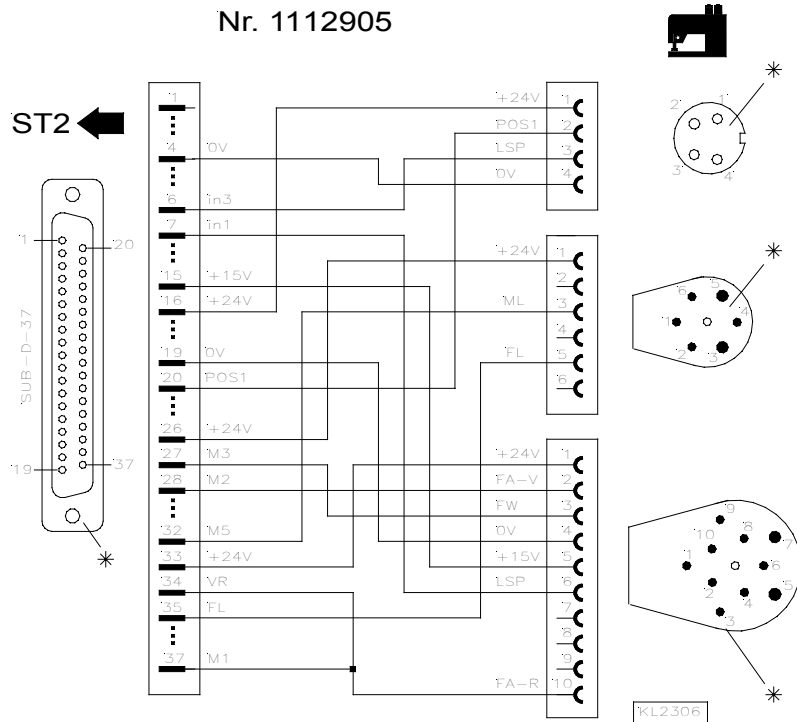 Nr. 1112905
ST2
SUB-D-37
1
20
19
37
1
4 0V
6 in3
7 in1
15 +15V
16 +24V
19 0V
20 POS1
26 +24V
27 M3
28 M2
32 M5
33 +24V
34 VR
35 FL
37 M1
+24V 1
POS1 2
LSP 3
0V 4
+24V 1
2
ML 3
4
FL 5
6
+24V 1
FA-V 2
FW 3
0V 4
+15V 5
LSP 6
7
8
9
FA-R 10
2 1
3 4
6 5
1 4
2 3
9
10 8 7
1 6
2 4 5
3
KL2306